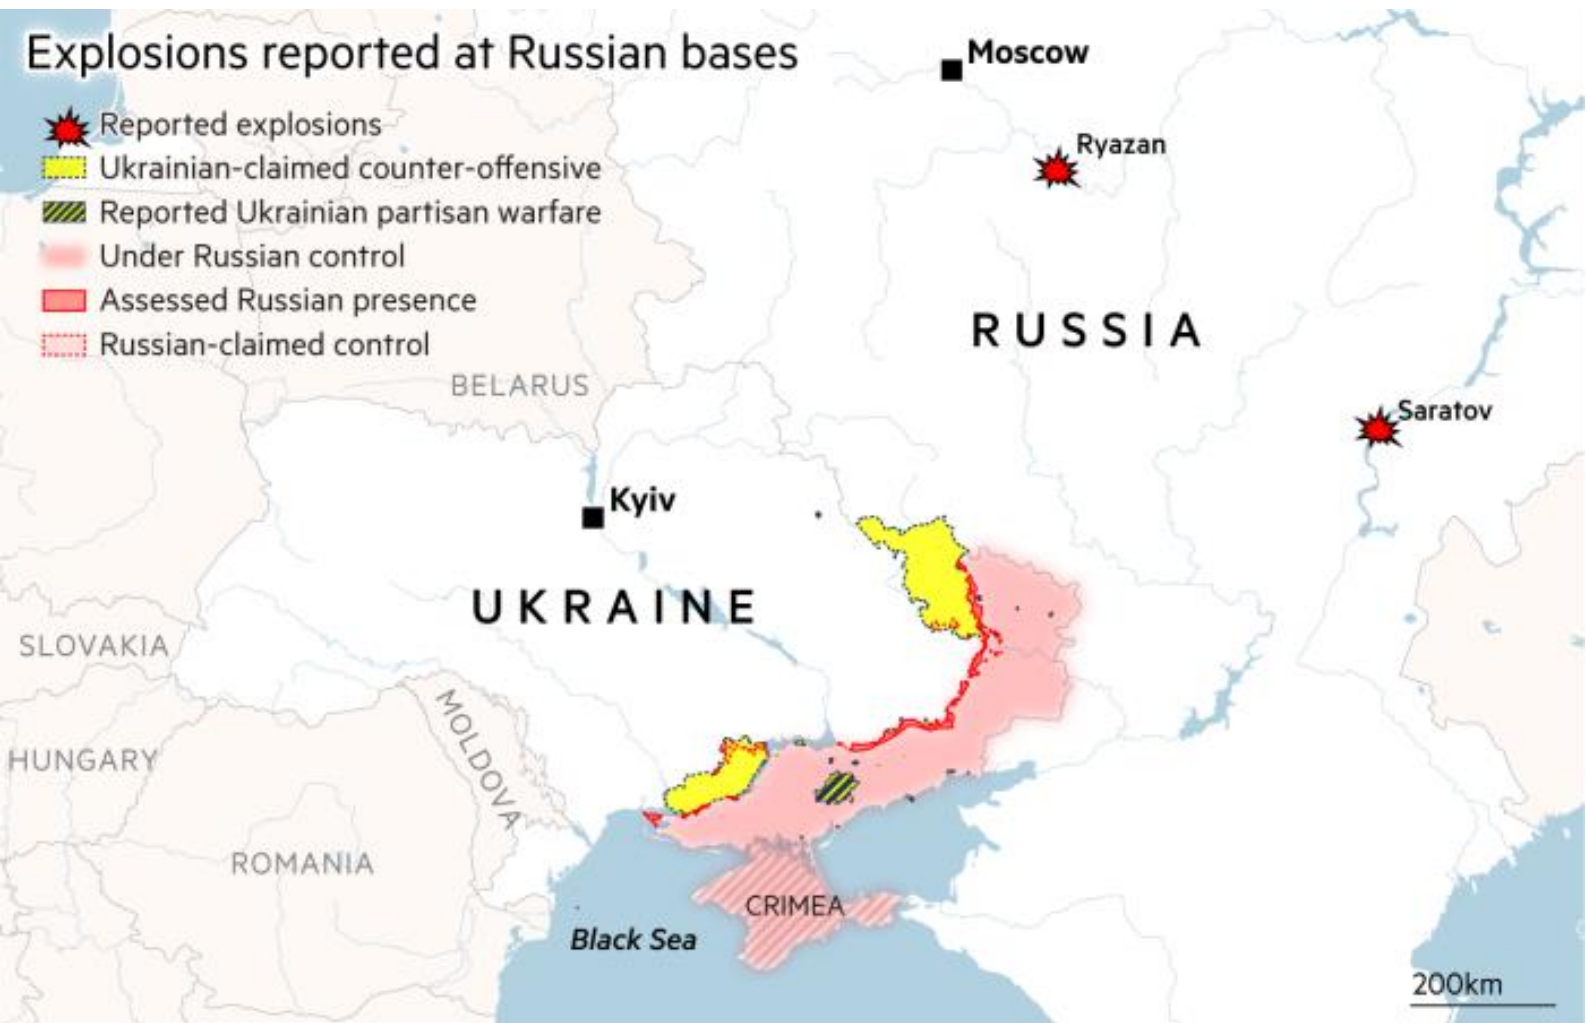 Explosions reported at Russian bases
Reported explosions
Ukrainian-claimed counter-offensive
Reported Ukrainian partisan warfare
Under Russian control
Assessed Russian presence
Russian-claimed control
Moscow
Ryazan
RUSSIA
BELARUS
Saratov
Kyiv
UKRAINE
SLOVAKIA
MOLDOVA
HUNGARY
ROMANIA
CRIMEA
Black Sea
200km